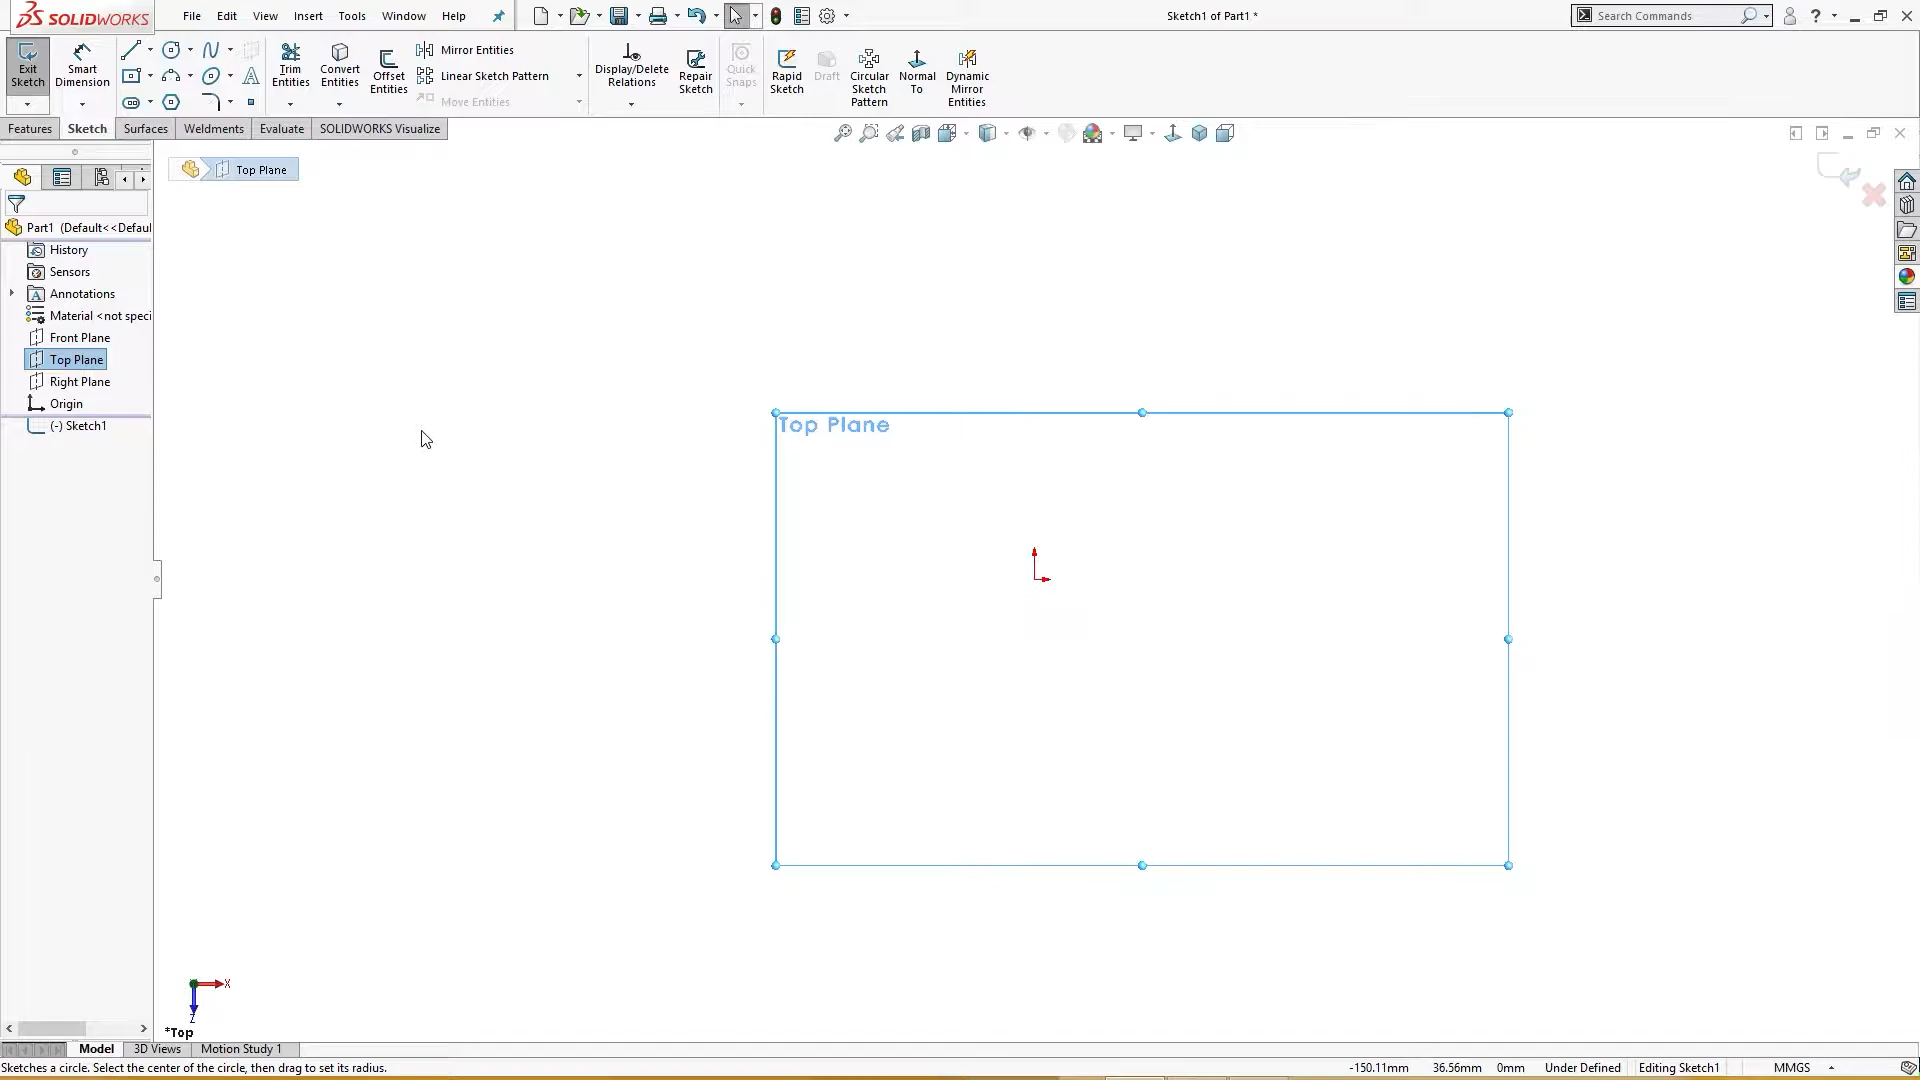 SOLIDWORKS File Edit View Insert Tools Window Help Sketch1 of Part1 * Search Commands ?
Exit Sketch
Smart Dimension
Trim Entities
Convert Entities
Offset Entities
Mirror Entities
Linear Sketch Pattern
Move Entities
Display/Delete Relations
Repair Sketch
Quick Snaps
Rapid Sketch
Draft
Circular Sketch Pattern
Normal To
Dynamic Mirror Entities
Features Sketch Surfaces Weldments Evaluate SOLIDWORKS Visualize
Top Plane
Part1 (Default<<Defaul
History
Sensors
Annotations
Material <not speci
Front Plane
Top Plane
Right Plane
Origin
(-) Sketch1
Top Plane
X
Z
*Top
Model 3D Views Motion Study 1
Sketches a circle. Select the center of the circle, then drag to set its radius. -150.11mm 36.56mm 0mm Under Defined Editing Sketch1 MMGS